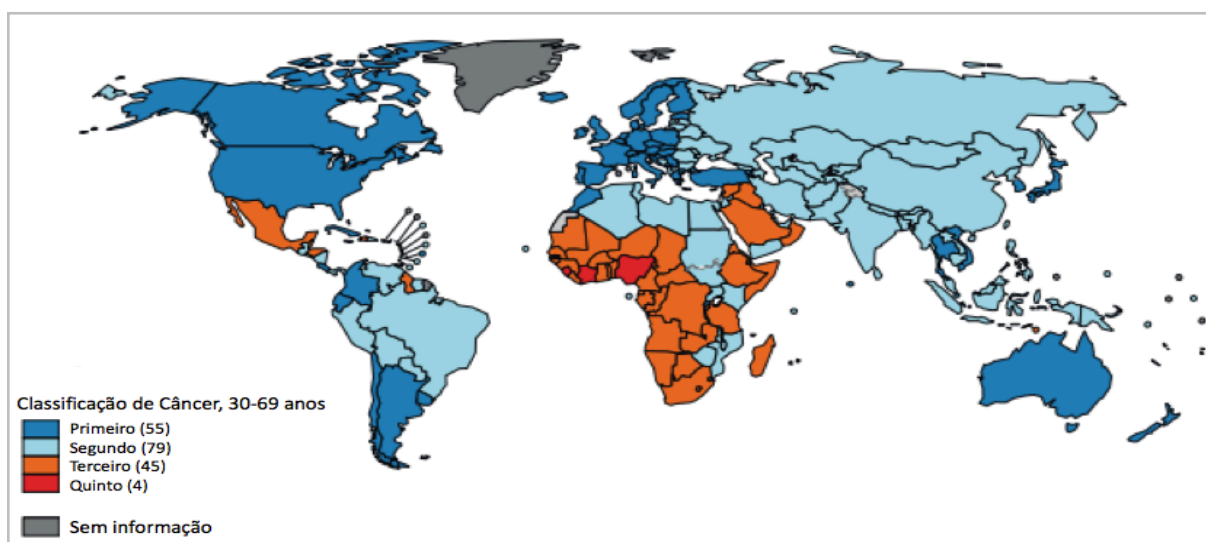 Classificação de Câncer, 30-69 anos
Primeiro (55)
Segundo (79)
Terceiro (45)
Quinto (4)
Sem informação